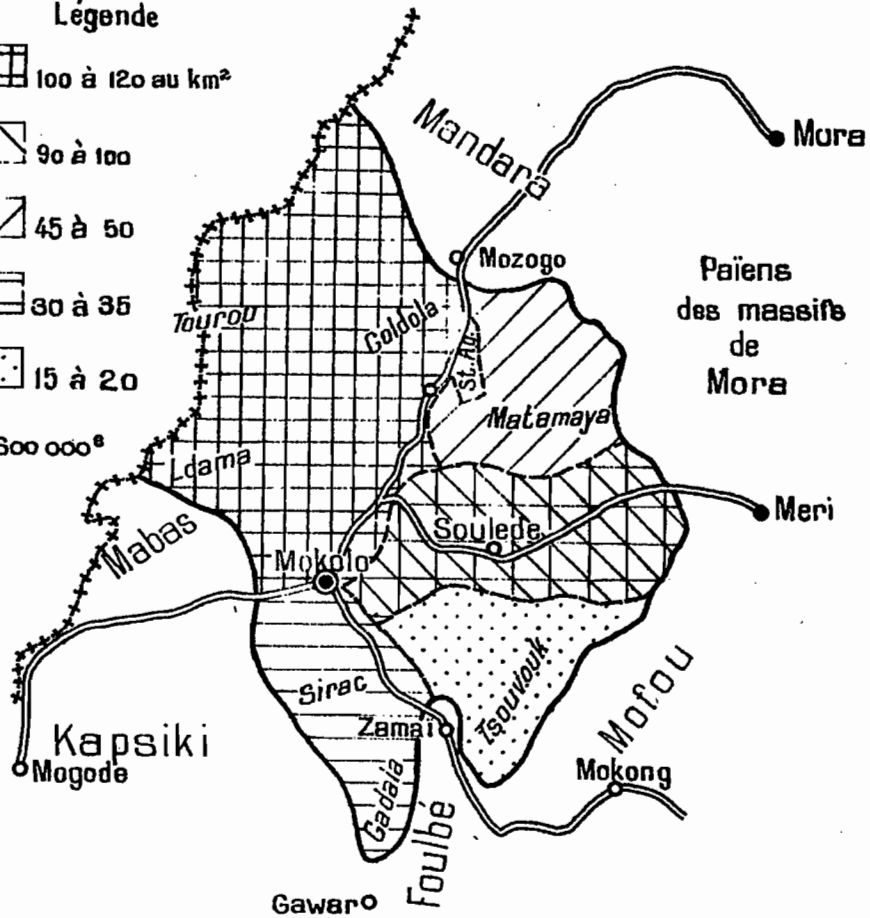 Légende
100 à 120 au km²
90 à 100
45 à 50
30 à 35
15 à 20
600 000ᵉ
Mandara
Mora
Mozogo
Païens
des massifs
de
Mora
Tourou
Goldola
St. Ag.
Matamaya
Ldama
Mabas
Meri
Soulede
Mokolo
Sirac
Tsouvouk
Mofou
Kapsiki
Zamaï
Mogode
Mokong
Gadaia
Foulbé
Gawar